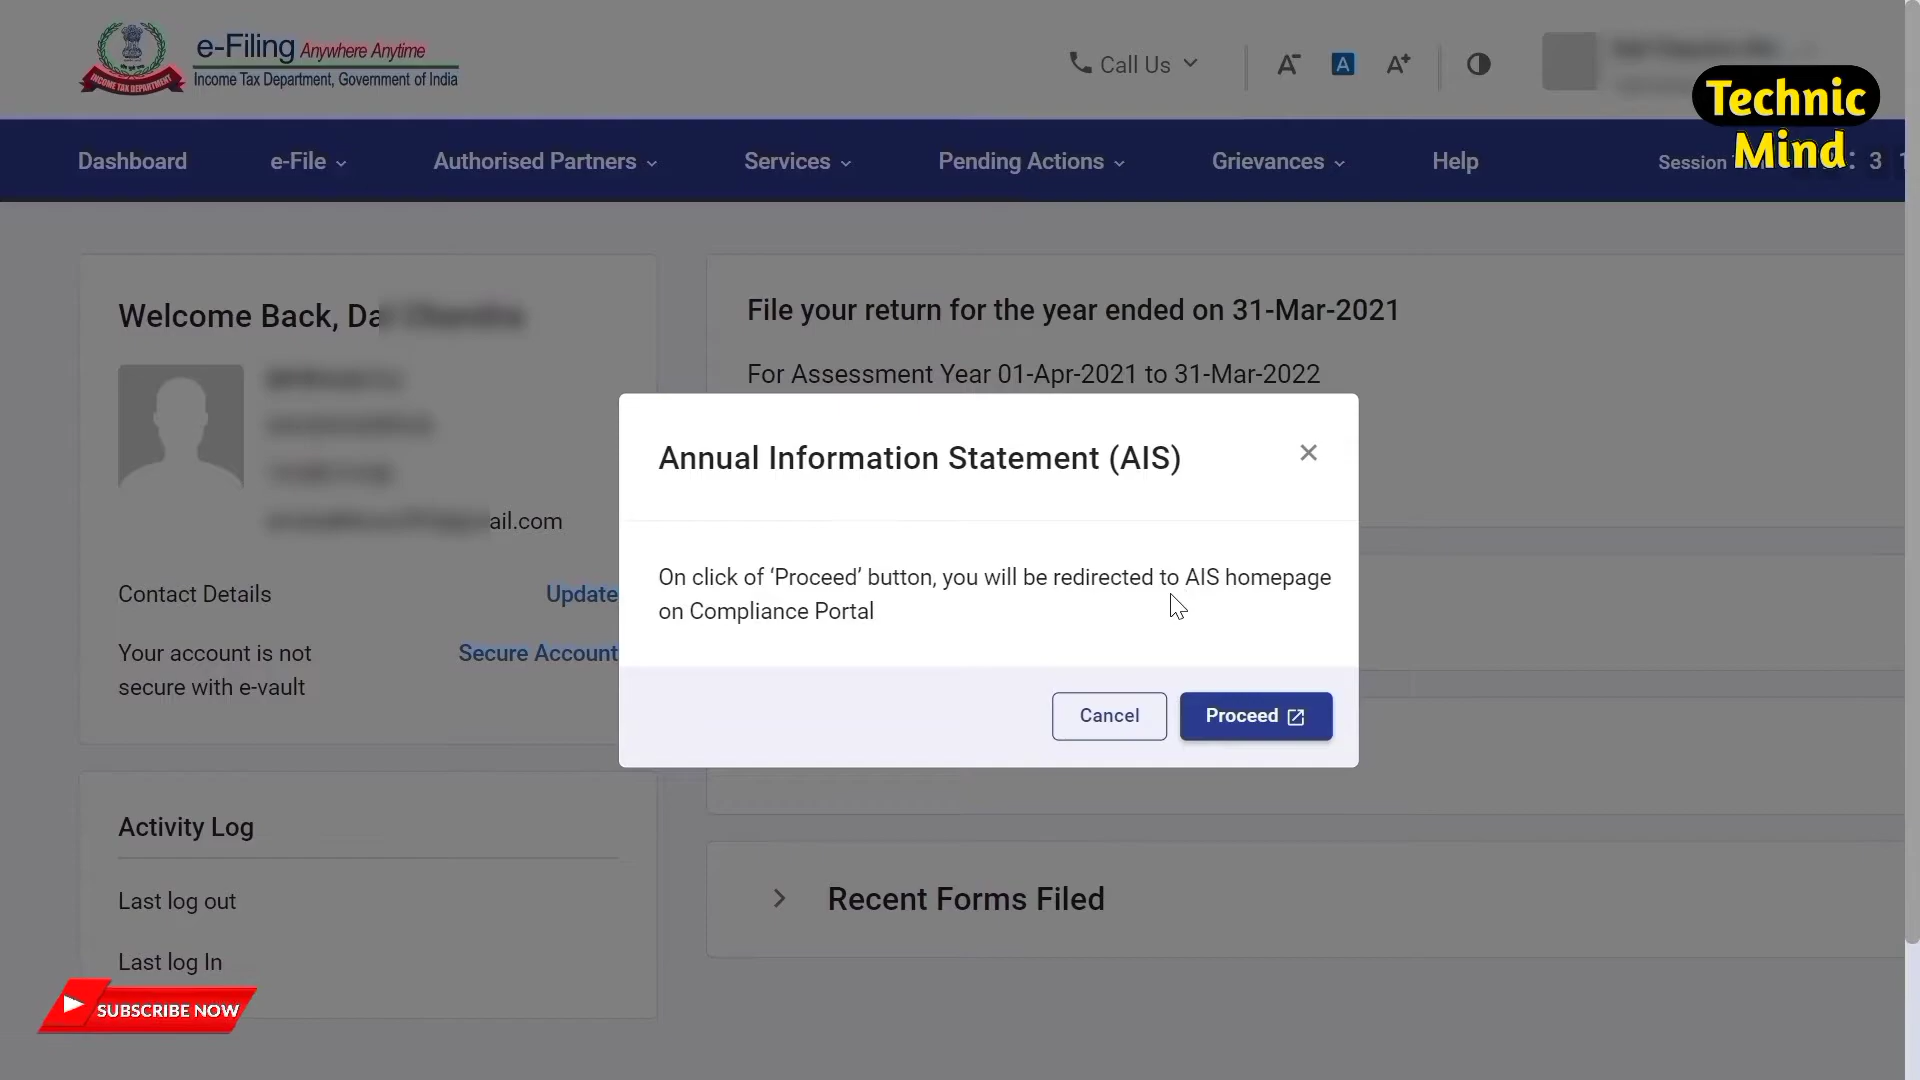 e-Filing Anywhere Anytime
Income Tax Department, Government of India
INCOME TAX DEPARTMENT
Call Us
A-
A
A+
Technic
Mind
Dashboard
e-File
Authorised Partners
Services
Pending Actions
Grievances
Help
Session
: 3 1
Welcome Back, Da
ail.com
Contact Details
Update
Your account is not
secure with e-vault
Secure Account
Activity Log
Last log out
Last log In
SUBSCRIBE NOW
File your return for the year ended on 31-Mar-2021
For Assessment Year 01-Apr-2021 to 31-Mar-2022
Annual Information Statement (AIS)
On click of ‘Proceed’ button, you will be redirected to AIS homepage
on Compliance Portal
Cancel
Proceed
Recent Forms Filed